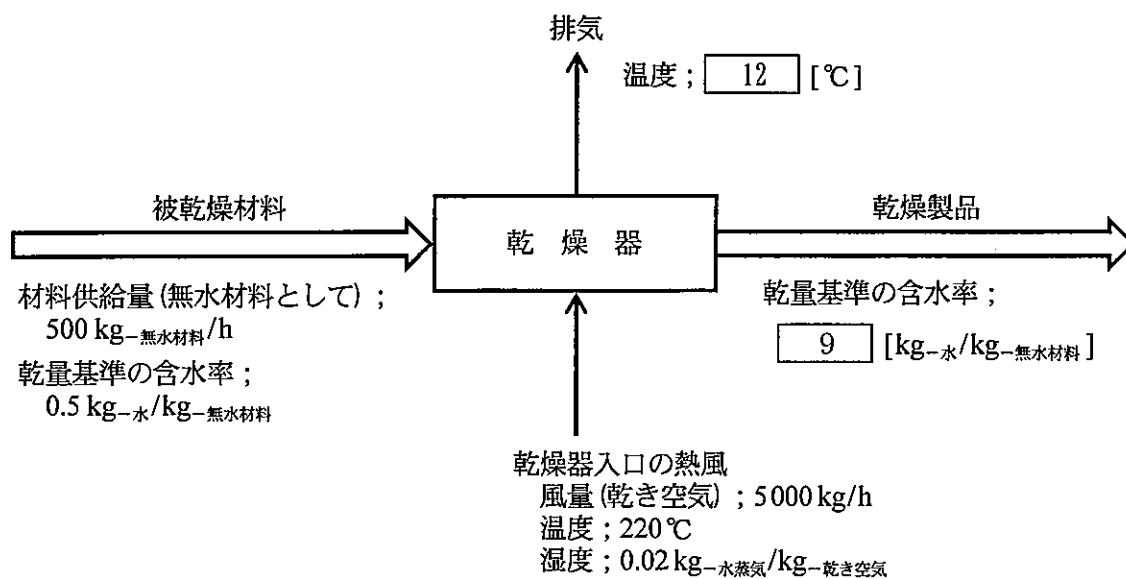 排気
温度 ; 12 [℃]
被乾燥材料
乾燥器
乾燥製品
材料供給量 (無水材料として) ;
500 kg−無水材料/h
乾量基準の含水率 ;
0.5 kg−水/kg−無水材料
乾量基準の含水率 ;
9 [kg−水/kg−無水材料]
乾燥器入口の熱風
風量 (乾き空気) ; 5000 kg/h
温度 ; 220 ℃
湿度 ; 0.02 kg−水蒸気/kg−乾き空気